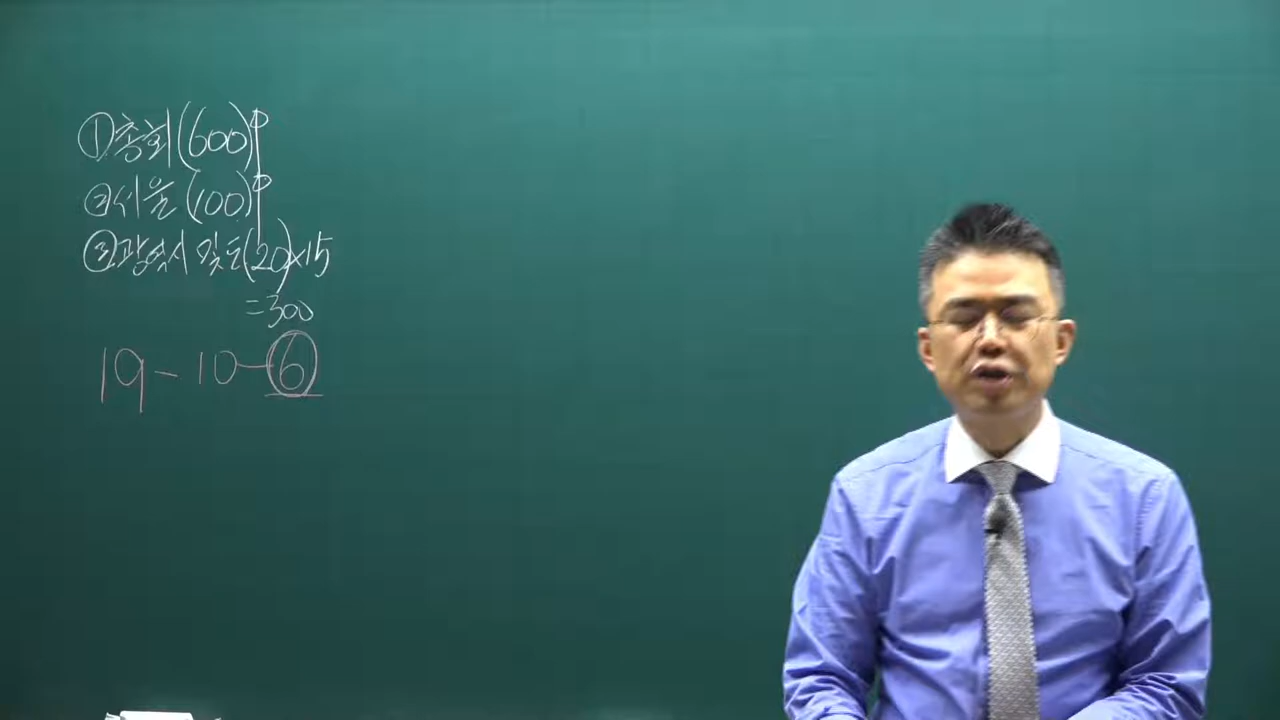 ①총회(600)↑
②서울(100)↑
③광역시 및 도(20)×15
=300
19-10-⑥